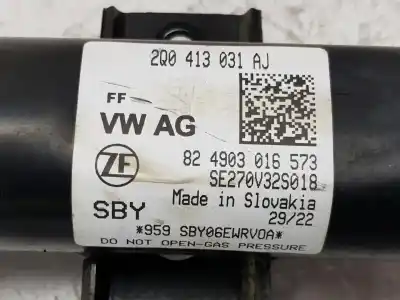 2Q0 413 031 AJ
FF
VW AG
ZF
82 4903 016 573
SE270V32S018
SBY
Made in Slovakia
29/22
*959 SBY06EWRVOA*
DO NOT OPEN-GAS PRESSURE